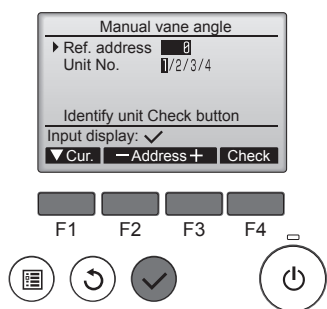 Manual vane angle
Ref. address 0
Unit No. 1/2/3/4
Identify unit Check button
Input display: ✓
▼Cur. −Address+ Check
F1 F2 F3 F4